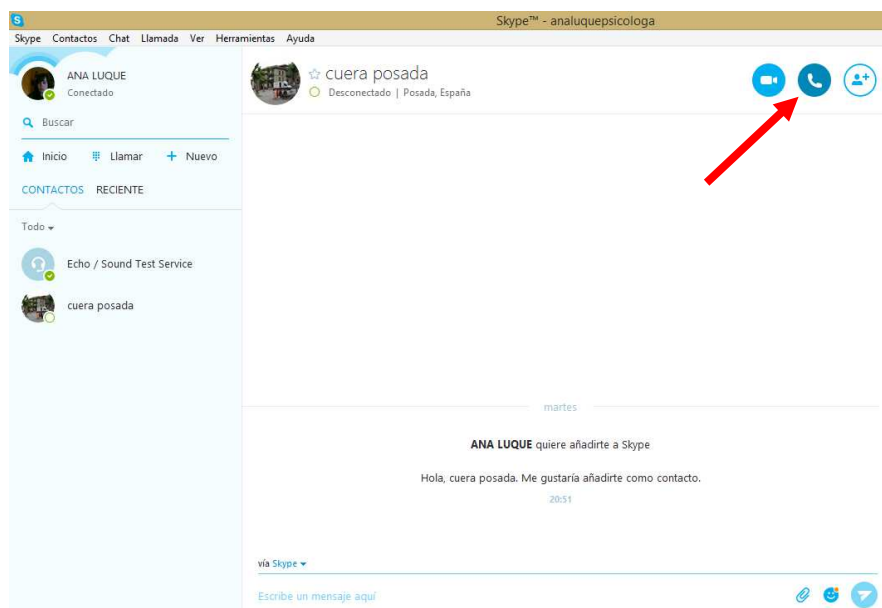 Skype™ - analuquepsicologa
Skype Contactos Chat Llamada Ver Herramientas Ayuda
ANA LUQUE
Conectado
Buscar
Inicio Llamar Nuevo
CONTACTOS RECIENTE
Todo
Echo / Sound Test Service
cuera posada
cuera posada
Desconectado | Posada, España
martes
ANA LUQUE quiere añadirte a Skype
Hola, cuera posada. Me gustaría añadirte como contacto.
20:51
vía Skype
Escribe un mensaje aquí